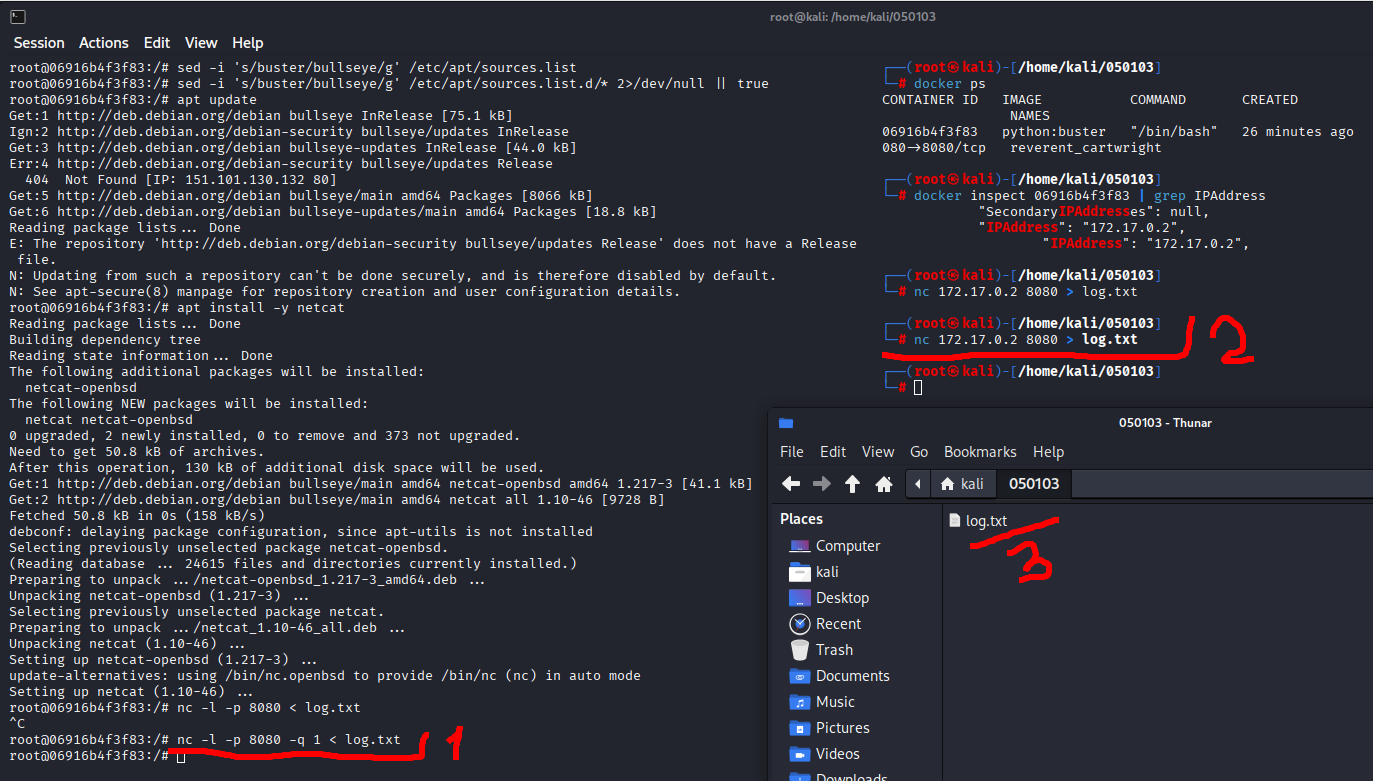 root@kali: /home/kali/050103
Session Actions Edit View Help
root@06916b4f3f83:/# sed -i 's/buster/bullseye/g' /etc/apt/sources.list
root@06916b4f3f83:/# sed -i 's/buster/bullseye/g' /etc/apt/sources.list.d/* 2>/dev/null || true
root@06916b4f3f83:/# apt update
Get:1 http://deb.debian.org/debian bullseye InRelease [75.1 kB]
Ign:2 http://deb.debian.org/debian-security bullseye/updates InRelease
Get:3 http://deb.debian.org/debian bullseye-updates InRelease [44.0 kB]
Err:4 http://deb.debian.org/debian-security bullseye/updates Release
  404  Not Found [IP: 151.101.130.132 80]
Get:5 http://deb.debian.org/debian bullseye/main amd64 Packages [8066 kB]
Get:6 http://deb.debian.org/debian bullseye-updates/main amd64 Packages [18.8 kB]
Reading package lists... Done
E: The repository 'http://deb.debian.org/debian-security bullseye/updates Release' does not have a Release
 file.
N: Updating from such a repository can't be done securely, and is therefore disabled by default.
N: See apt-secure(8) manpage for repository creation and user configuration details.
root@06916b4f3f83:/# apt install -y netcat
Reading package lists... Done
Building dependency tree
Reading state information... Done
The following additional packages will be installed:
  netcat-openbsd
The following NEW packages will be installed:
  netcat netcat-openbsd
0 upgraded, 2 newly installed, 0 to remove and 373 not upgraded.
Need to get 50.8 kB of archives.
After this operation, 130 kB of additional disk space will be used.
Get:1 http://deb.debian.org/debian bullseye/main amd64 netcat-openbsd amd64 1.217-3 [41.1 kB]
Get:2 http://deb.debian.org/debian bullseye/main amd64 netcat all 1.10-46 [9728 B]
Fetched 50.8 kB in 0s (158 kB/s)
debconf: delaying package configuration, since apt-utils is not installed
Selecting previously unselected package netcat-openbsd.
(Reading database ... 24615 files and directories currently installed.)
Preparing to unpack .../netcat-openbsd_1.217-3_amd64.deb ...
Unpacking netcat-openbsd (1.217-3) ...
Selecting previously unselected package netcat.
Preparing to unpack .../netcat_1.10-46_all.deb ...
Unpacking netcat (1.10-46) ...
Setting up netcat-openbsd (1.217-3) ...
update-alternatives: using /bin/nc.openbsd to provide /bin/nc (nc) in auto mode
Setting up netcat (1.10-46) ...
root@06916b4f3f83:/# nc -l -p 8080 < log.txt
^C
root@06916b4f3f83:/# nc -l -p 8080 -q 1 < log.txt
1
root@06916b4f3f83:/#
┌──(root㉿kali)-[/home/kali/050103]
└─# docker ps
CONTAINER ID   IMAGE           COMMAND       CREATED
NAMES
06916b4f3f83   python:buster   "/bin/bash"   26 minutes ago
080→8080/tcp   reverent_cartwright
┌──(root㉿kali)-[/home/kali/050103]
└─# docker inspect 06916b4f3f83 | grep IPAddress
"SecondaryIPAddresses": null,
"IPAddress": "172.17.0.2",
"IPAddress": "172.17.0.2",
┌──(root㉿kali)-[/home/kali/050103]
└─# nc 172.17.0.2 8080 > log.txt
┌──(root㉿kali)-[/home/kali/050103]
└─# nc 172.17.0.2 8080 > log.txt
2
┌──(root㉿kali)-[/home/kali/050103]
└─#
050103 - Thunar
File Edit View Go Bookmarks Help
kali 050103
Places
Computer
kali
Desktop
Recent
Trash
Documents
Music
Pictures
Videos
Downloads
log.txt
3